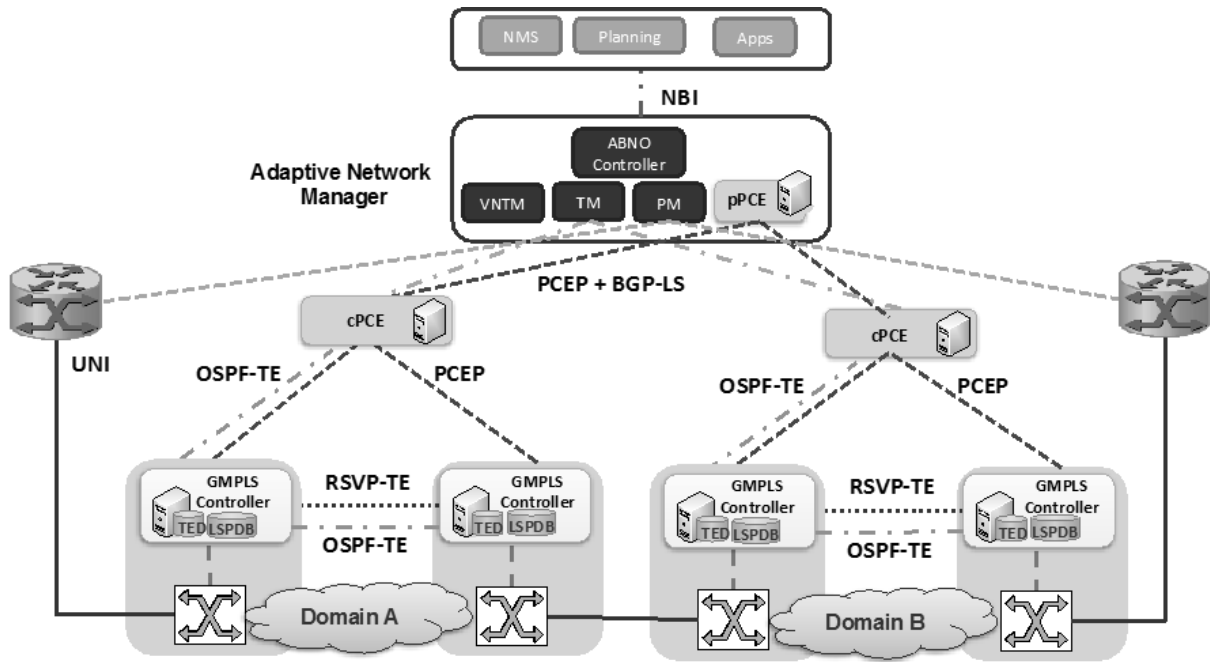 NMS
Planning
Apps
NBI
Adaptive Network
Manager
ABNO
Controller
VNTM
TM
PM
pPCE
PCEP + BGP-LS
cPCE
cPCE
UNI
OSPF-TE
PCEP
OSPF-TE
PCEP
GMPLS
Controller
TED
LSPDB
RSVP-TE
OSPF-TE
GMPLS
Controller
TED
LSPDB
GMPLS
Controller
TED
LSPDB
RSVP-TE
OSPF-TE
GMPLS
Controller
TED
LSPDB
Domain A
Domain B